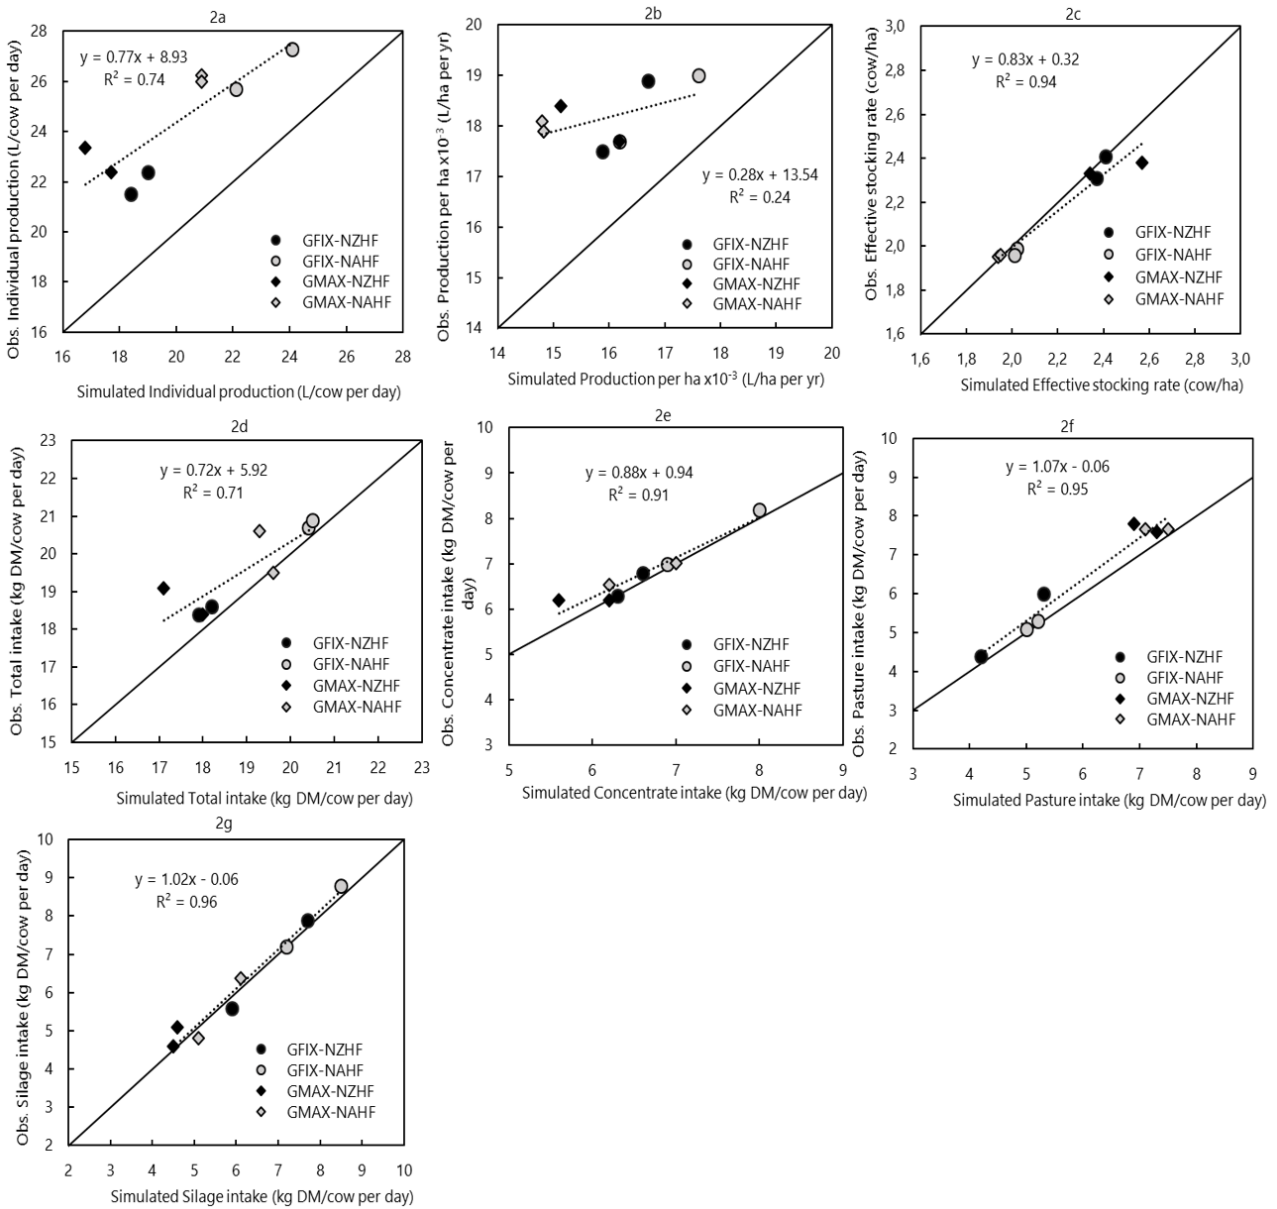 2a
Obs. Individual production (L/cow per day)
28
26
24
22
20
18
16
y = 0.77x + 8.93
R² = 0.74
GFIX-NZHF
GFIX-NAHF
GMAX-NZHF
GMAX-NAHF
16 18 20 22 24 26 28
Simulated Individual production (L/cow per day)
2b
Obs. Production per ha x10⁻³ (L/ha per yr)
20
19
18
17
16
15
14
y = 0.28x + 13.54
R² = 0.24
GFIX-NZHF
GFIX-NAHF
GMAX-NZHF
GMAX-NAHF
14 15 16 17 18 19 20
Simulated Production per ha x10⁻³ (L/ha per yr)
2c
Obs. Effective stocking rate (cow/ha)
3,0
2,8
2,6
2,4
2,2
2,0
1,8
1,6
y = 0.83x + 0.32
R² = 0.94
GFIX-NZHF
GFIX-NAHF
GMAX-NZHF
GMAX-NAHF
1,6 1,8 2,0 2,2 2,4 2,6 2,8 3,0
Simulated Effective stocking rate (cow/ha)
2d
Obs. Total intake (kg DM/cow per day)
23
22
21
20
19
18
17
16
15
y = 0.72x + 5.92
R² = 0.71
GFIX-NZHF
GFIX-NAHF
GMAX-NZHF
GMAX-NAHF
15 16 17 18 19 20 21 22 23
Simulated Total intake (kg DM/cow per day)
2e
Obs. Concentrate intake (kg DM/cow per
day)
10
9
8
7
6
5
4
3
y = 0.88x + 0.94
R² = 0.91
GFIX-NZHF
GFIX-NAHF
GMAX-NZHF
GMAX-NAHF
5 6 7 8 9
Simulated Concentrate intake (kg DM/cow per day)
2f
Obs. Pasture intake (kg DM/cow per day)
10
9
8
7
6
5
4
3
2
y = 1.07x - 0.06
R² = 0.95
GFIX-NZHF
GFIX-NAHF
GMAX-NZHF
GMAX-NAHF
3 4 5 6 7 8 9
Simulated Pasture intake (kg DM/cow per day)
2g
Obs. Silage intake (kg DM/cow per day)
10
9
8
7
6
5
4
3
2
y = 1.02x - 0.06
R² = 0.96
GFIX-NZHF
GFIX-NAHF
GMAX-NZHF
GMAX-NAHF
2 3 4 5 6 7 8 9 10
Simulated Silage intake (kg DM/cow per day)